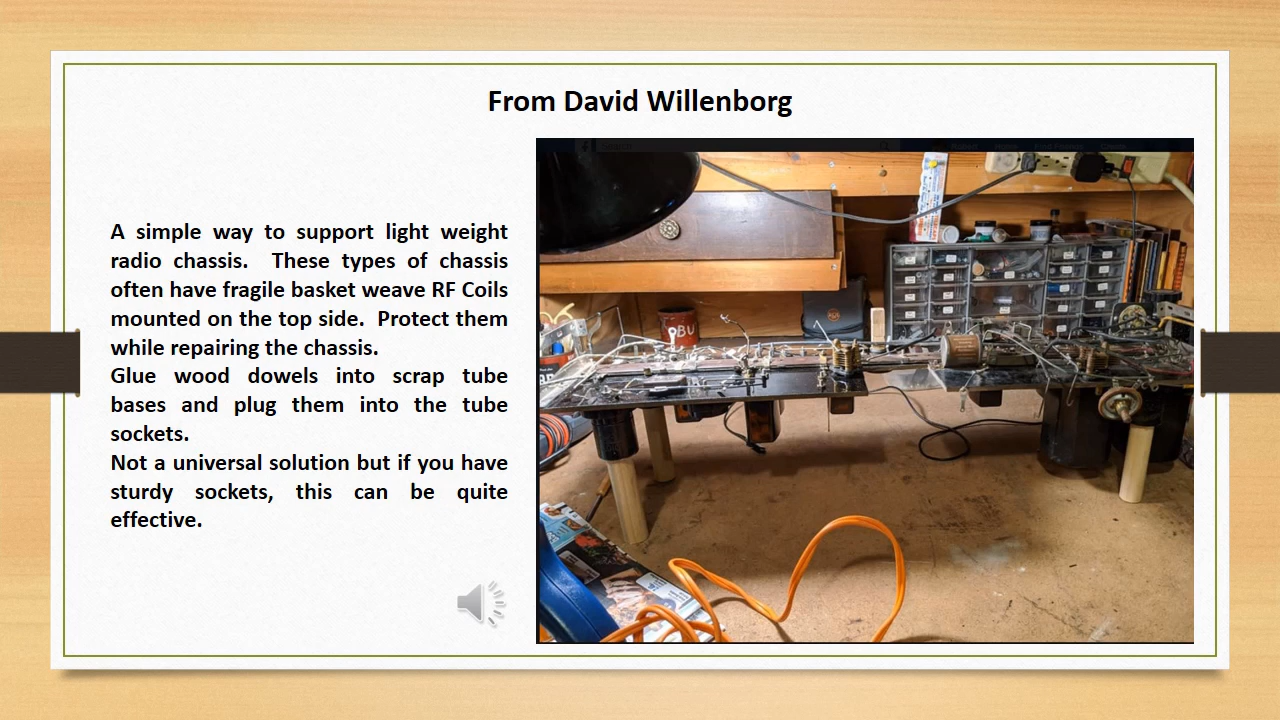 From David Willenborg
A simple way to support light weight
radio chassis.  These types of chassis
often have fragile basket weave RF Coils
mounted on the top side.  Protect them
while repairing the chassis.
Glue wood dowels into scrap tube
bases and plug them into the tube
sockets.
Not a universal solution but if you have
sturdy sockets, this can be quite
effective.